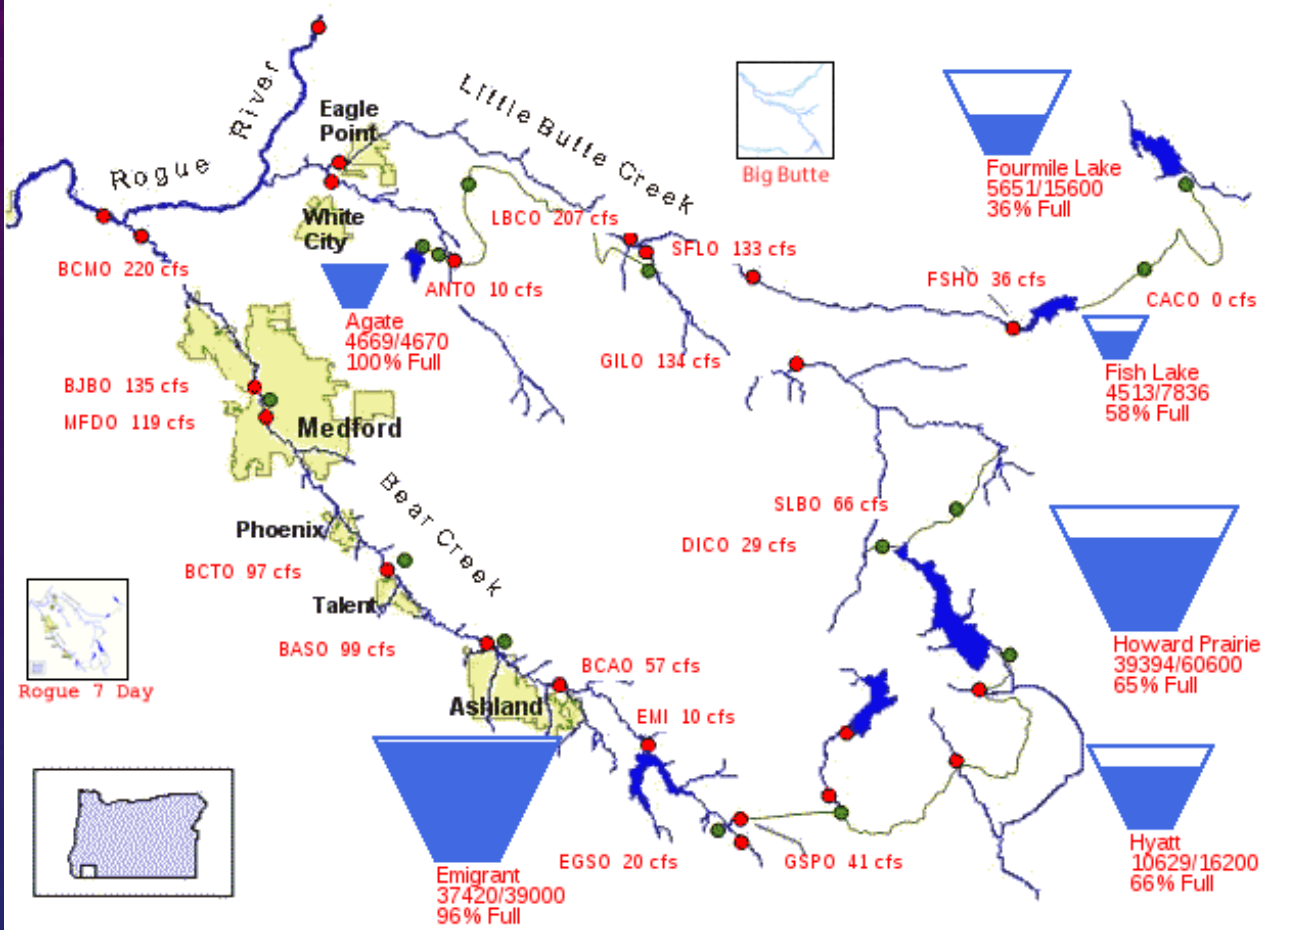 Rogue River
Eagle
Point
Little Butte Creek
Big Butte
Fourmile Lake
5651/15600
36% Full
White
City
LBCO 207 cfs
SFLO 133 cfs
BCMO 220 cfs
ANTO 10 cfs
FSHO 36 cfs
CACO 0 cfs
Agate
4669/4670
100% Full
GILO 134 cfs
Fish Lake
4513/7836
58% Full
BJBO 135 cfs
MFDO 119 cfs
Medford
Bear Creek
SLBO 66 cfs
Phoenix
DICO 29 cfs
BCTO 97 cfs
Talent
Howard Prairie
39394/60600
65% Full
BASO 99 cfs
BCAO 57 cfs
Rogue 7 Day
Ashland
EMI 10 cfs
Hyatt
10629/16200
66% Full
EGSO 20 cfs
GSPO 41 cfs
Emigrant
37420/39000
96% Full